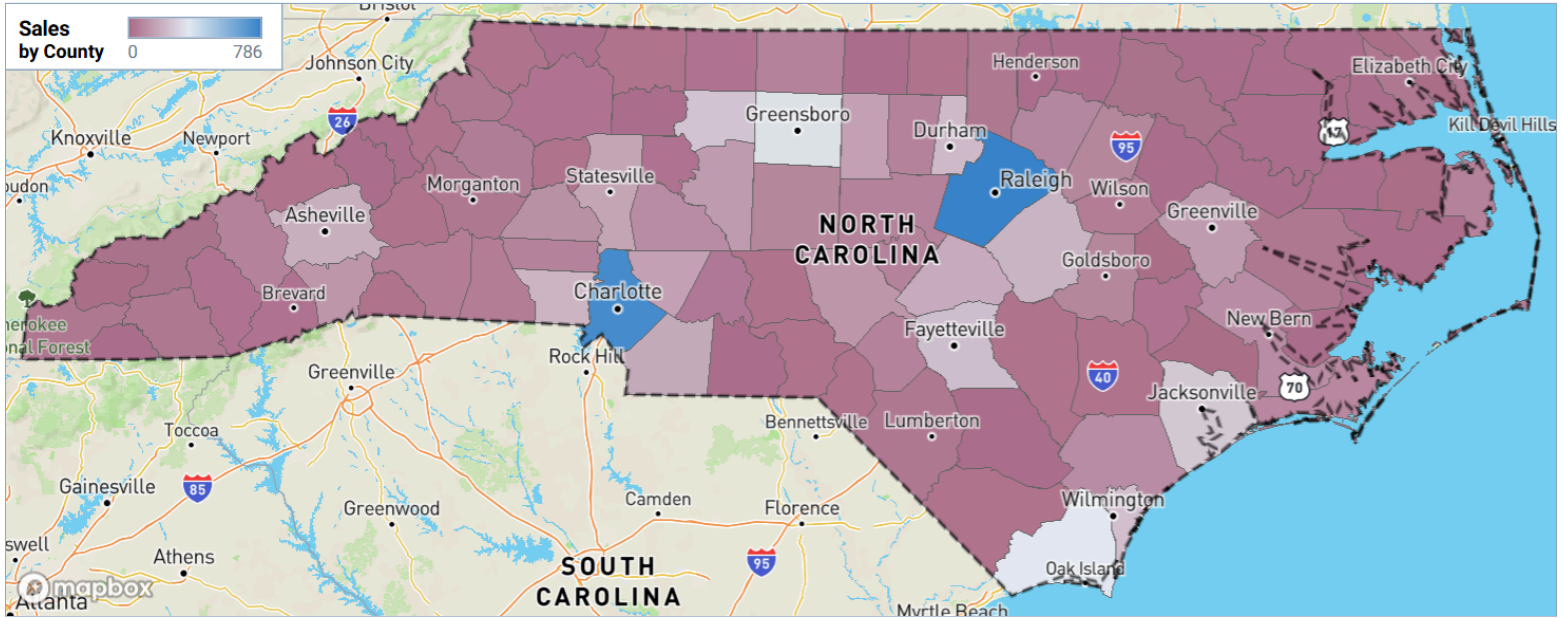 Sales
by County
0
786
Bristol
Johnson City
Henderson
Elizabeth City
26
Knoxville
Newport
Greensboro
Durham
95
17
Kill Devil Hills
Morganton
Statesville
Raleigh
Wilson
Asheville
NORTH
CAROLINA
Greenville
Goldsboro
Brevard
Charlotte
Fayetteville
New Bern
Rock Hill
Greenville
40
70
Jacksonville
Toccoa
Bennettsville
Lumberton
85
Gainesville
Greenwood
Camden
Florence
Wilmington
Athens
SOUTH
CAROLINA
95
Oak Island
mapbox
Atlanta
Myrtle Beach